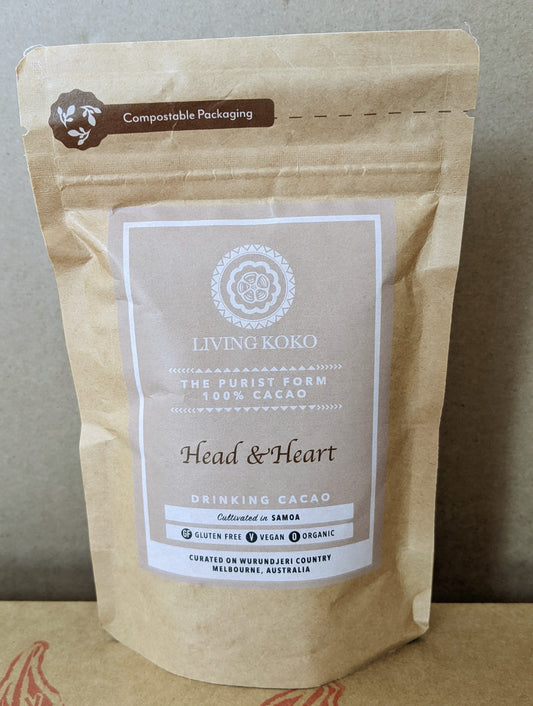 Compostable Packaging
LIVING KOKO
THE PURIST FORM
100% CACAO
Head & Heart
DRINKING CACAO
Cultivated in SAMOA
GF GLUTEN FREE V VEGAN O ORGANIC
CURATED ON WURUNDJERI COUNTRY
MELBOURNE, AUSTRALIA